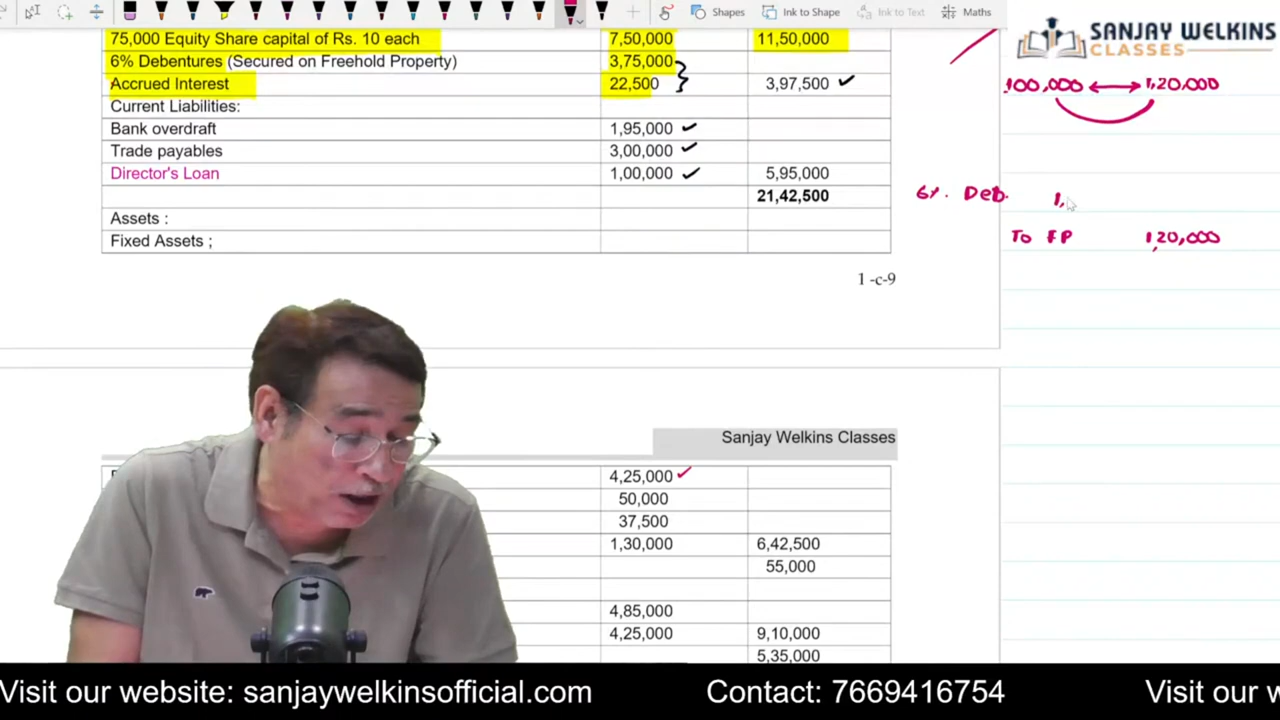 Shapes Ink to Shape Ink to Text Maths
SANJAY WELKINS
CLASSES
75,000 Equity Share capital of Rs. 10 each 7,50,000 11,50,000
6% Debentures (Secured on Freehold Property) 3,75,000
Accrued Interest 22,500 3,97,500
100,000 1,20,000
Current Liabilities:
Bank overdraft 1,95,000
Trade payables 3,00,000
Director's Loan 1,00,000 5,95,000
21,42,500
6%. Deb. 1,
Assets :
Fixed Assets ;
To FP 1,20,000
1 -c-9
Sanjay Welkins Classes
4,25,000
50,000
37,500
1,30,000 6,42,500
55,000
4,85,000
4,25,000 9,10,000
5,35,000
Visit our website: sanjaywelkinsofficial.com Contact: 7669416754 Visit our w